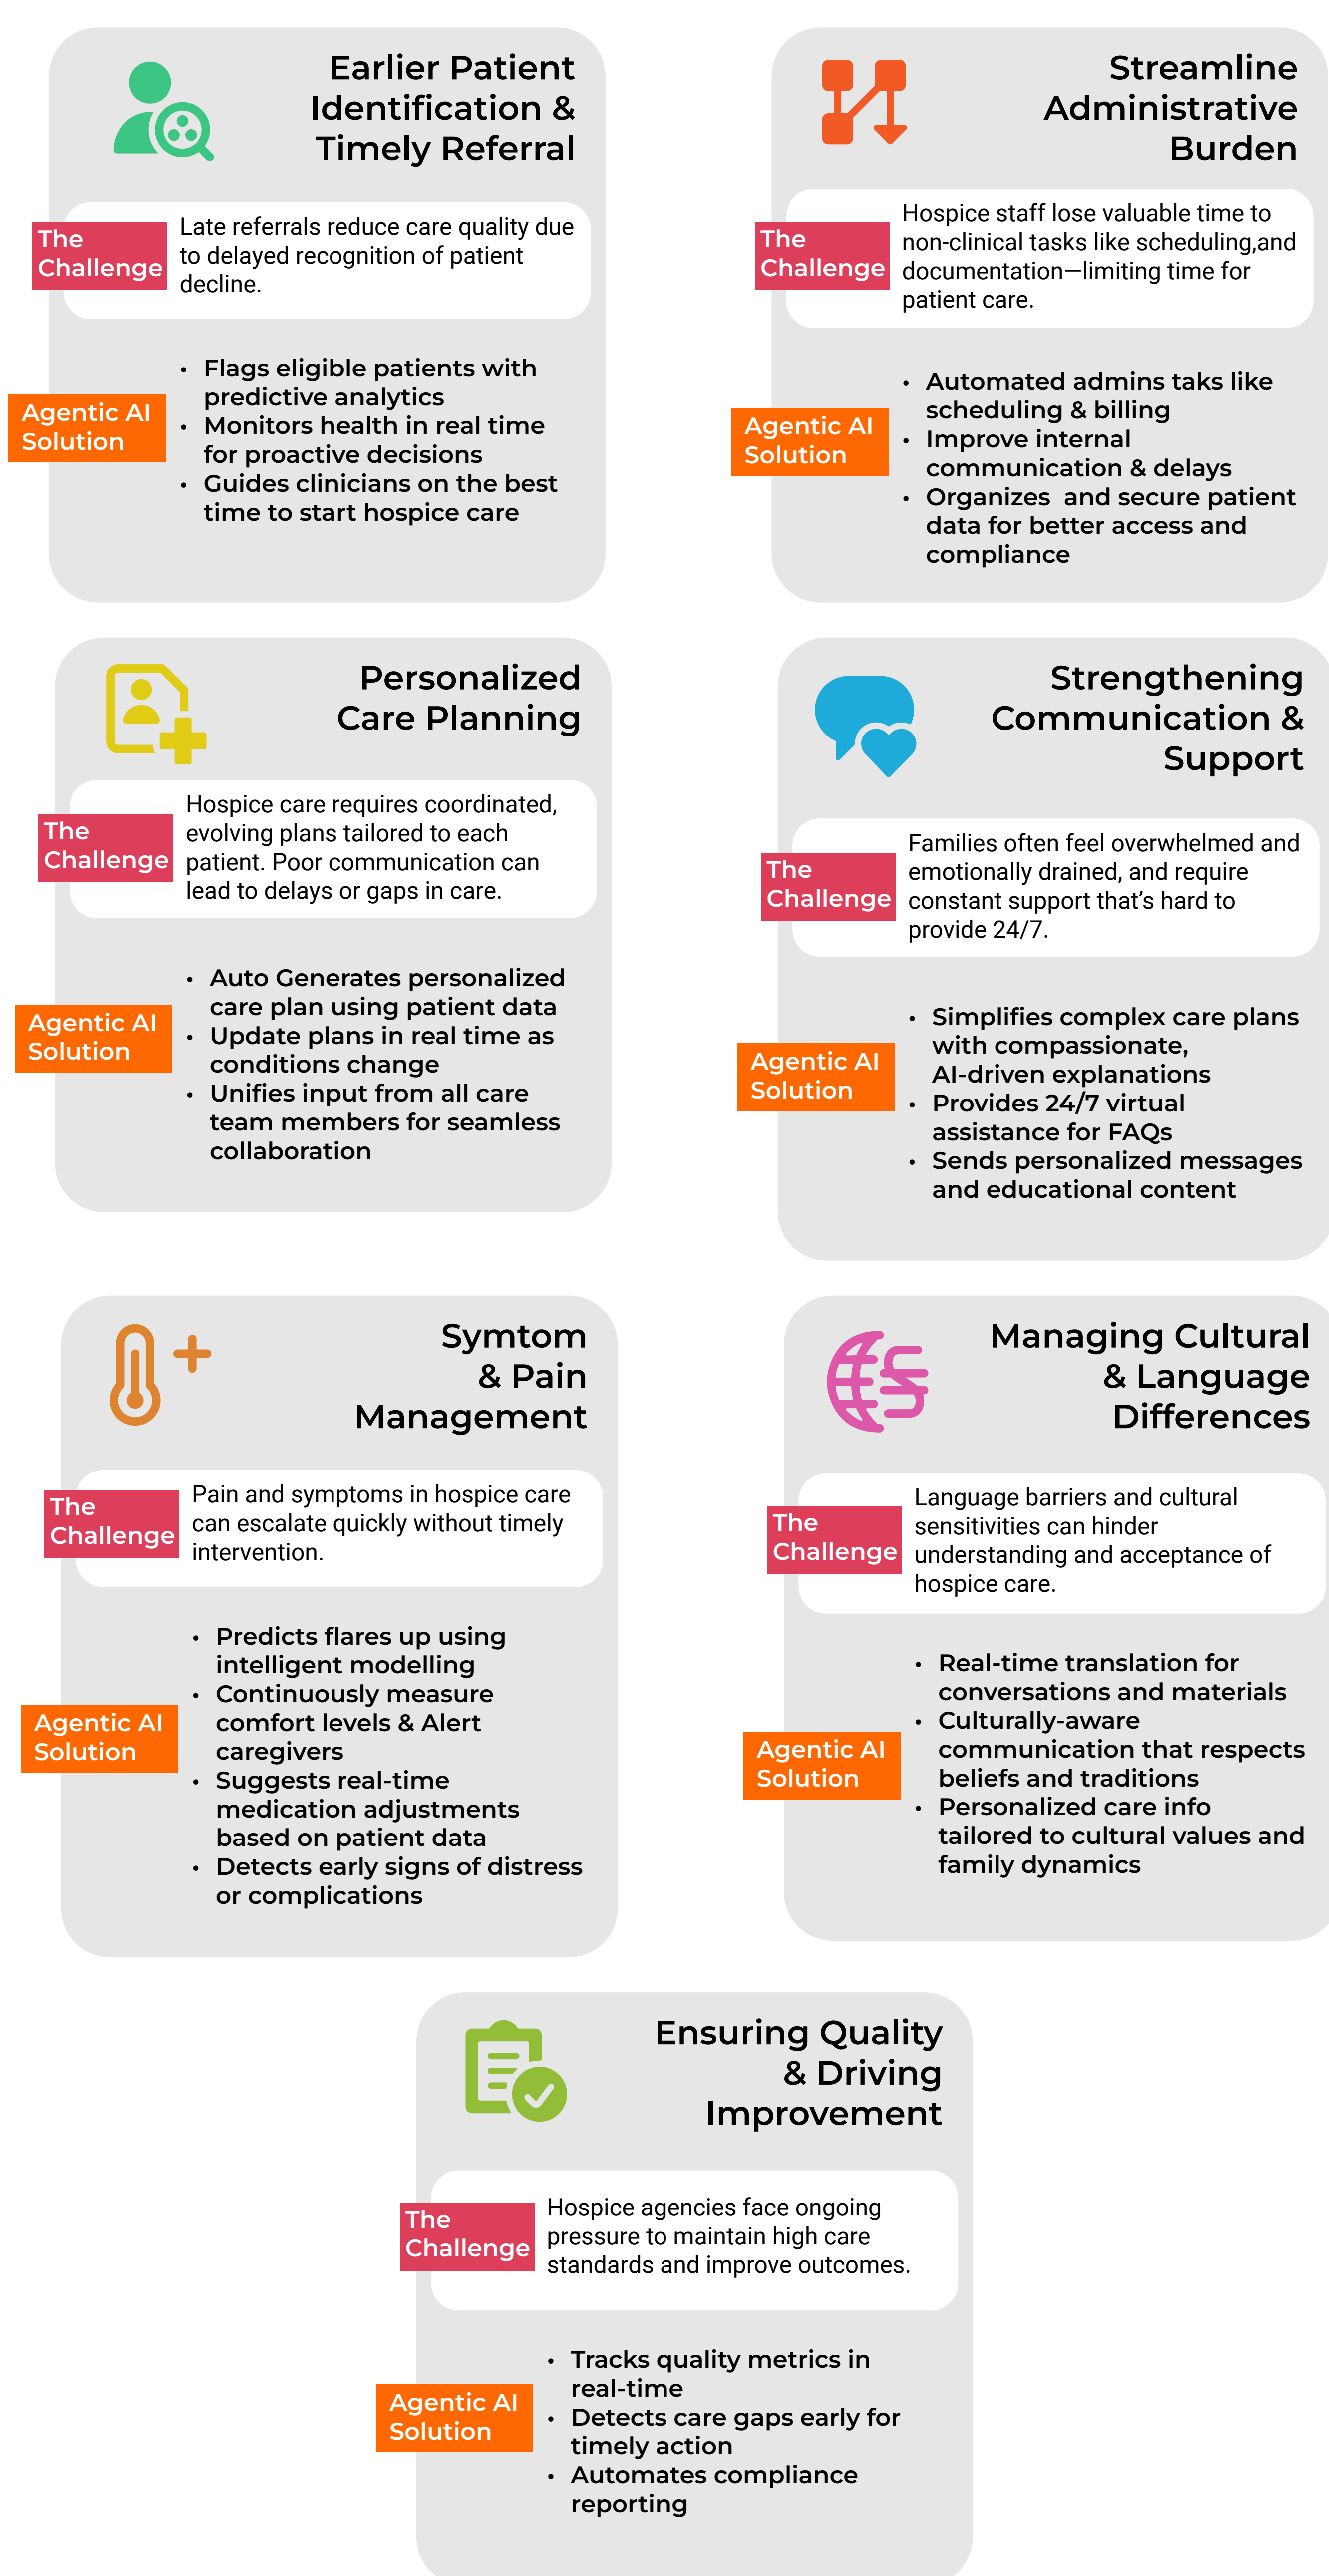 Earlier Patient
Identification &
Timely Referral
The
Challenge
Late referrals reduce care quality due
to delayed recognition of patient
decline.
Agentic AI
Solution
• Flags eligible patients with
predictive analytics
• Monitors health in real time
for proactive decisions
• Guides clinicians on the best
time to start hospice care
Streamline
Administrative
Burden
The
Challenge
Hospice staff lose valuable time to
non-clinical tasks like scheduling,and
documentation—limiting time for
patient care.
Agentic AI
Solution
• Automated admins taks like
scheduling & billing
• Improve internal
communication & delays
• Organizes  and secure patient
data for better access and
compliance
Personalized
Care Planning
The
Challenge
Hospice care requires coordinated,
evolving plans tailored to each
patient. Poor communication can
lead to delays or gaps in care.
Agentic AI
Solution
• Auto Generates personalized
care plan using patient data
• Update plans in real time as
conditions change
• Unifies input from all care
team members for seamless
collaboration
Strengthening
Communication &
Support
The
Challenge
Families often feel overwhelmed and
emotionally drained, and require
constant support that’s hard to
provide 24/7.
Agentic AI
Solution
• Simplifies complex care plans
with compassionate,
AI-driven explanations
• Provides 24/7 virtual
assistance for FAQs
• Sends personalized messages
and educational content
Symtom
& Pain
Management
The
Challenge
Pain and symptoms in hospice care
can escalate quickly without timely
intervention.
Agentic AI
Solution
• Predicts flares up using
intelligent modelling
• Continuously measure
comfort levels & Alert
caregivers
• Suggests real-time
medication adjustments
based on patient data
• Detects early signs of distress
or complications
Managing Cultural
& Language
Differences
The
Challenge
Language barriers and cultural
sensitivities can hinder
understanding and acceptance of
hospice care.
Agentic AI
Solution
• Real-time translation for
conversations and materials
• Culturally-aware
communication that respects
beliefs and traditions
• Personalized care info
tailored to cultural values and
family dynamics
Ensuring Quality
& Driving
Improvement
The
Challenge
Hospice agencies face ongoing
pressure to maintain high care
standards and improve outcomes.
Agentic AI
Solution
• Tracks quality metrics in
real-time
• Detects care gaps early for
timely action
• Automates compliance
reporting